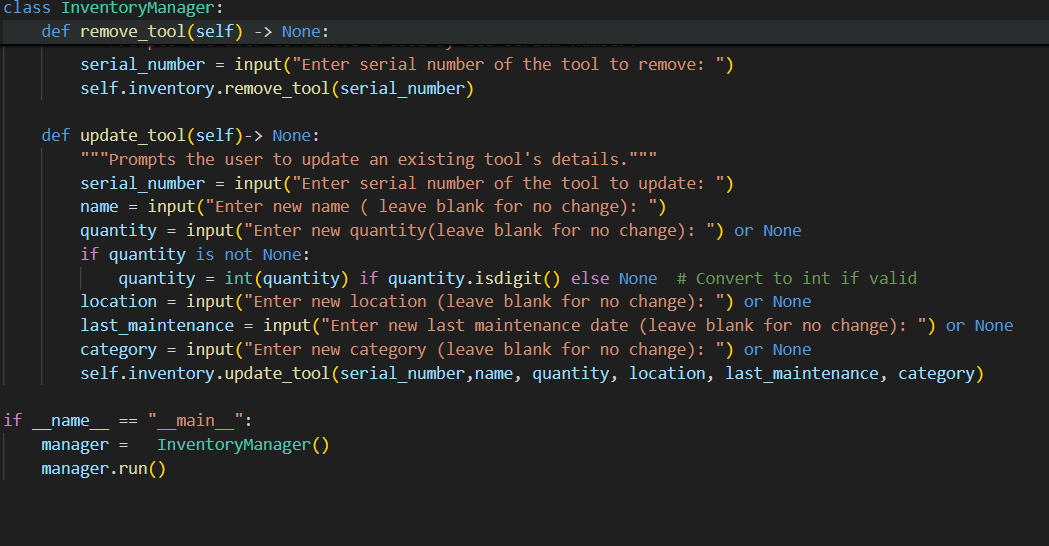 class InventoryManager:
    def remove_tool(self) -> None:
        serial_number = input("Enter serial number of the tool to remove: ")
        self.inventory.remove_tool(serial_number)
    def update_tool(self)-> None:
        """Prompts the user to update an existing tool's details."""
        serial_number = input("Enter serial number of the tool to update: ")
        name = input("Enter new name ( leave blank for no change): ")
        quantity = input("Enter new quantity(leave blank for no change): ") or None
        if quantity is not None:
            quantity = int(quantity) if quantity.isdigit() else None  # Convert to int if valid
        location = input("Enter new location (leave blank for no change): ") or None
        last_maintenance = input("Enter new last maintenance date (leave blank for no change): ") or None
        category = input("Enter new category (leave blank for no change): ") or None
        self.inventory.update_tool(serial_number,name, quantity, location, last_maintenance, category)
if __name__ == "__main__":
    manager =   InventoryManager()
    manager.run()